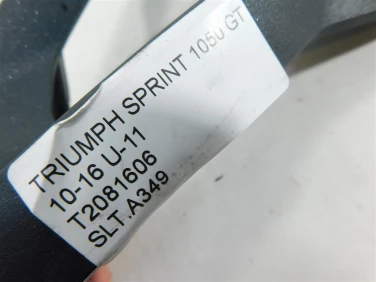 TRIUMPH SPRINT 1050 GT
10-16 U-11
T2081606
SLT.A349